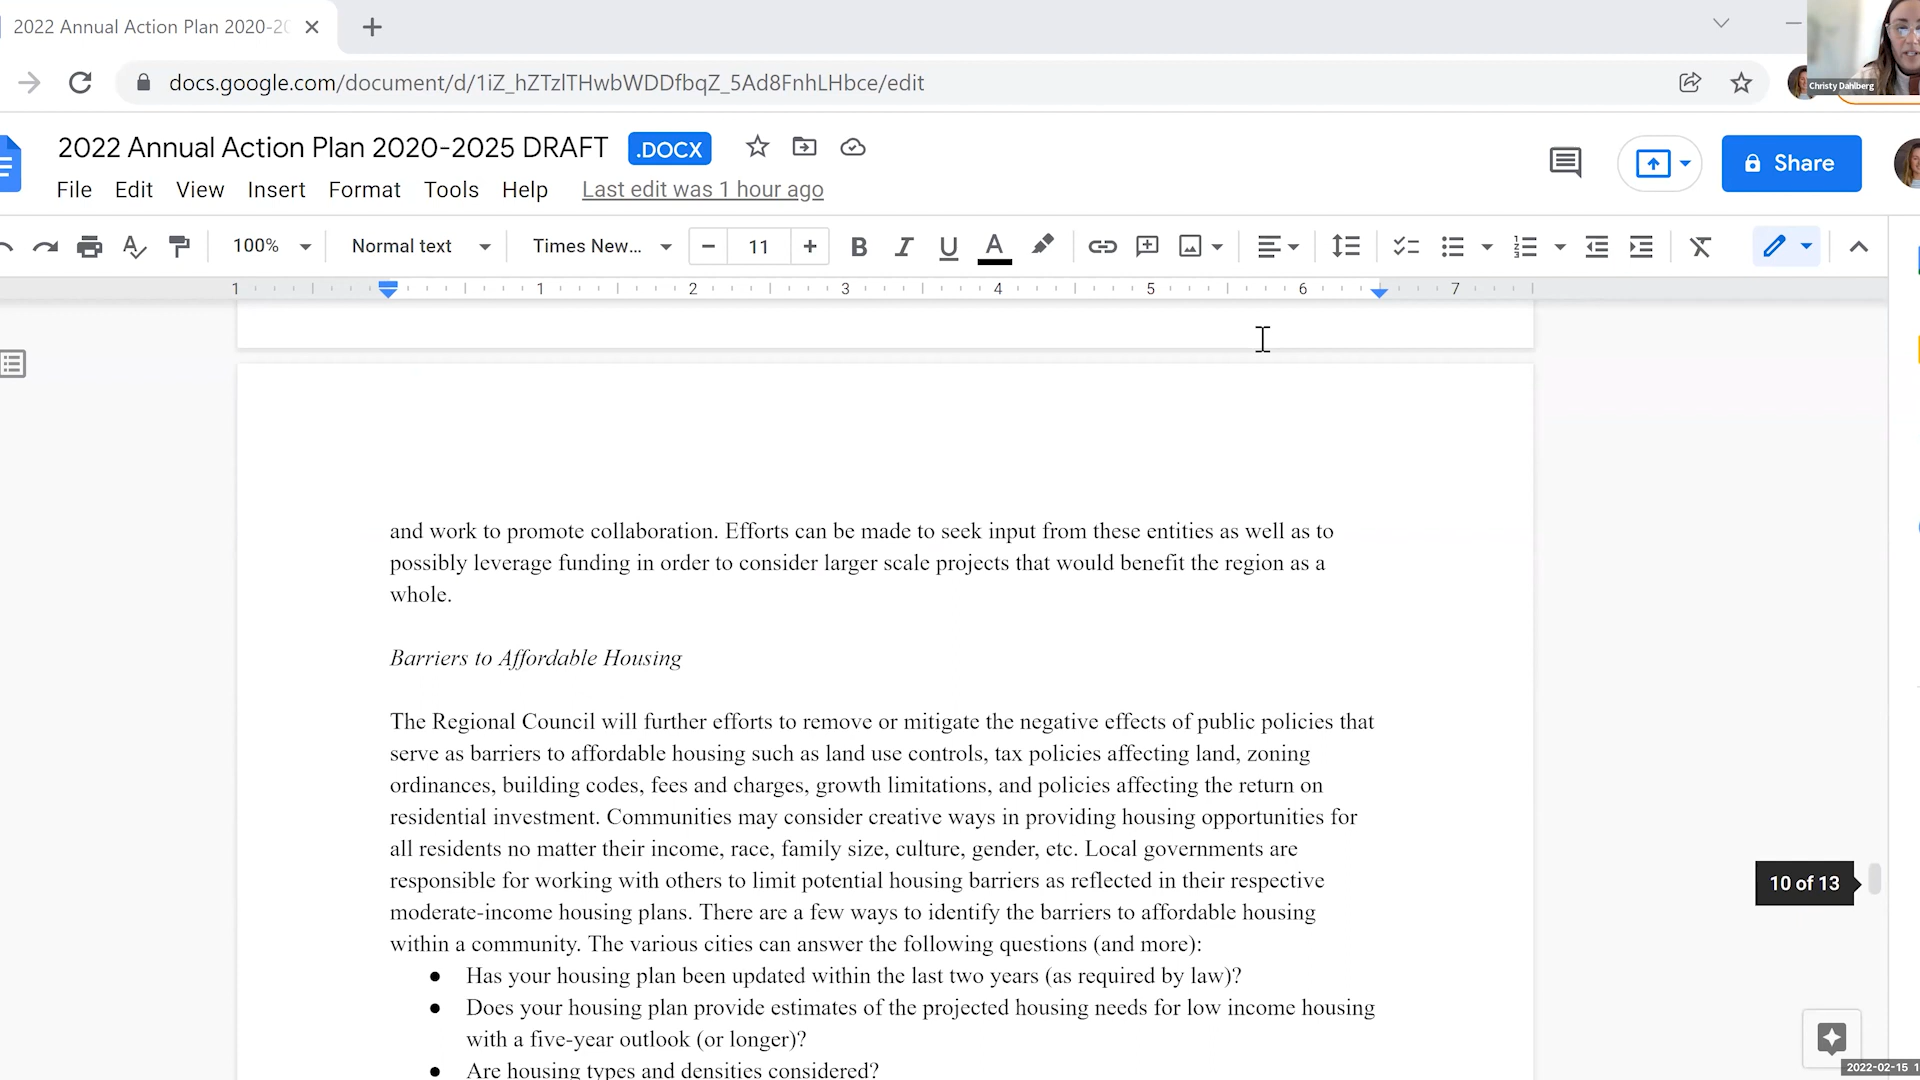 2022 Annual Action Plan 2020-20
docs.google.com/document/d/1iZ_hZTzlTHwbWDDfbqZ_5Ad8FnhLHbce/edit
Christy Dahlberg
2022 Annual Action Plan 2020-2025 DRAFT .DOCX
Share
File Edit View Insert Format Tools Help Last edit was 1 hour ago
100% Normal text Times New... 11
1 1 2 3 4 5 6 7
and work to promote collaboration. Efforts can be made to seek input from these entities as well as to
possibly leverage funding in order to consider larger scale projects that would benefit the region as a
whole.
Barriers to Affordable Housing
The Regional Council will further efforts to remove or mitigate the negative effects of public policies that
serve as barriers to affordable housing such as land use controls, tax policies affecting land, zoning
ordinances, building codes, fees and charges, growth limitations, and policies affecting the return on
residential investment. Communities may consider creative ways in providing housing opportunities for
all residents no matter their income, race, family size, culture, gender, etc. Local governments are
responsible for working with others to limit potential housing barriers as reflected in their respective
10 of 13
moderate-income housing plans. There are a few ways to identify the barriers to affordable housing
within a community. The various cities can answer the following questions (and more):
● Has your housing plan been updated within the last two years (as required by law)?
● Does your housing plan provide estimates of the projected housing needs for low income housing
with a five-year outlook (or longer)?
● Are housing types and densities considered?
2022-02-15